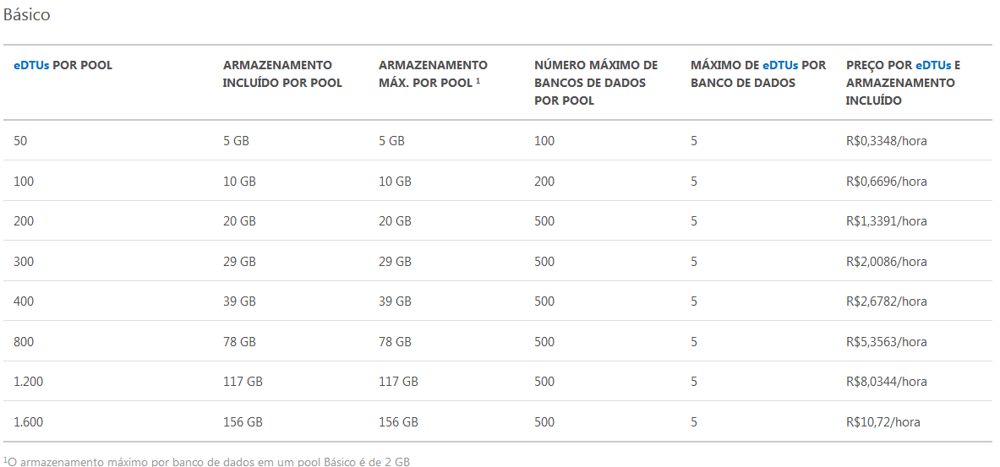 Básico
eDTUs POR POOL
ARMAZENAMENTO
INCLUÍDO POR POOL
ARMAZENAMENTO
MÁX. POR POOL ¹
NÚMERO MÁXIMO DE
BANCOS DE DADOS
POR POOL
MÁXIMO DE eDTUs POR
BANCO DE DADOS
PREÇO POR eDTUs E
ARMAZENAMENTO
INCLUÍDO
50 5 GB 5 GB 100 5 R$0,3348/hora
100 10 GB 10 GB 200 5 R$0,6696/hora
200 20 GB 20 GB 500 5 R$1,3391/hora
300 29 GB 29 GB 500 5 R$2,0086/hora
400 39 GB 39 GB 500 5 R$2,6782/hora
800 78 GB 78 GB 500 5 R$5,3563/hora
1.200 117 GB 117 GB 500 5 R$8,0344/hora
1.600 156 GB 156 GB 500 5 R$10,72/hora
¹O armazenamento máximo por banco de dados em um pool Básico é de 2 GB